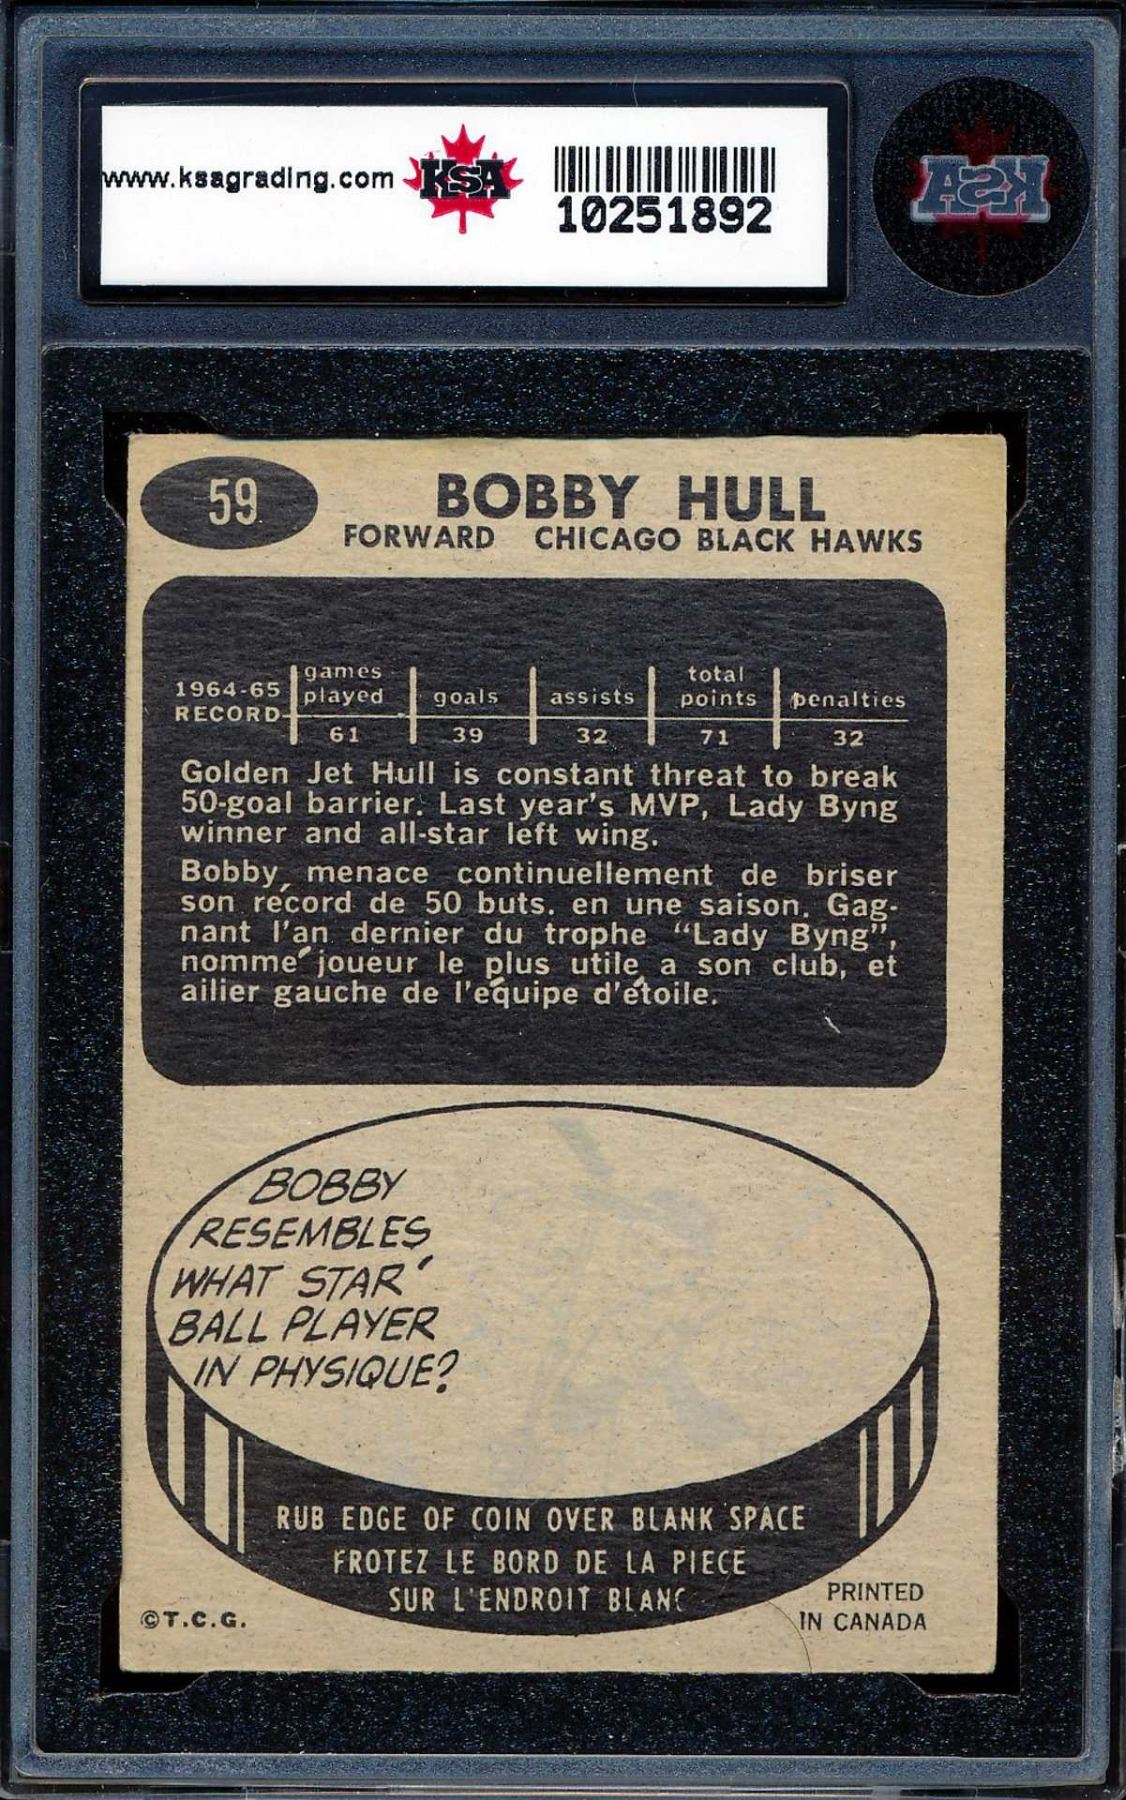 www.ksagrading.com KSA
10251892
KSA
59
BOBBY HULL
FORWARD CHICAGO BLACK HAWKS
1964-65 RECORD games played goals assists total points penalties
61 39 32 71 32
Golden Jet Hull is constant threat to break
50-goal barrier. Last year's MVP, Lady Byng
winner and all-star left wing.
Bobby menace continuellement de briser
son récord de 50 buts. en une saison. Gag-
nant l'an dernier du trophe "Lady Byng",
nomme´joueur le plus utile a son club, et
ailier gauche de l'equipe d'étoile.
BOBBY
RESEMBLES
WHAT STAR
BALL PLAYER
IN PHYSIQUE?
RUB EDGE OF COIN OVER BLANK SPACE
FROTEZ LE BORD DE LA PIECE
SUR L'ENDROIT BLANC
©T.C.G.
PRINTED
IN CANADA